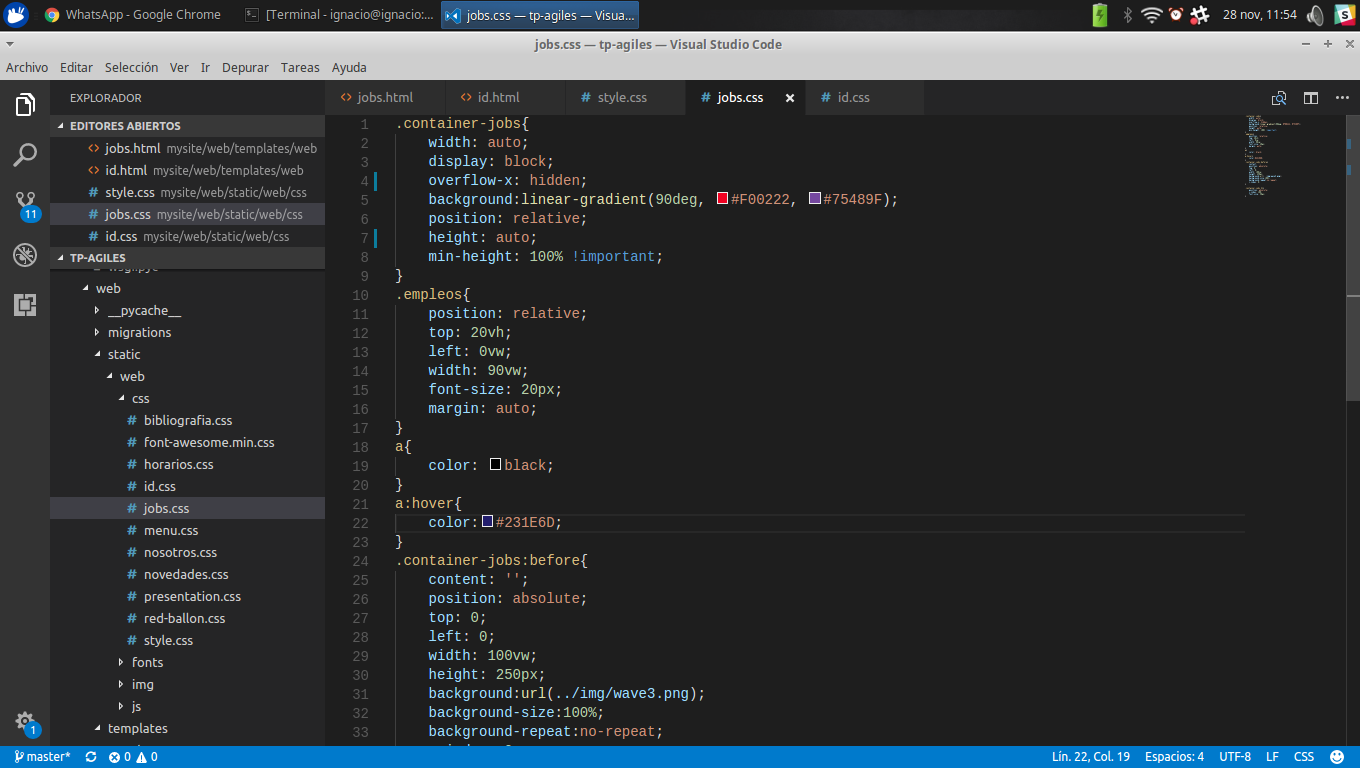 WhatsApp - Google Chrome
[Terminal - ignacio@ignacio:...
jobs.css — tp-agiles — Visua...
28 nov, 11:54
jobs.css — tp-agiles — Visual Studio Code
Archivo Editar Selección Ver Ir Depurar Tareas Ayuda
EXPLORADOR
EDITORES ABIERTOS
jobs.html mysite/web/templates/web
id.html mysite/web/templates/web
style.css mysite/web/static/web/css
jobs.css mysite/web/static/web/css
id.css mysite/web/static/web/css
11
TP-AGILES
web
__pycache__
migrations
static
web
css
bibliografia.css
font-awesome.min.css
horarios.css
id.css
jobs.css
menu.css
nosotros.css
novedades.css
presentation.css
red-ballon.css
style.css
fonts
img
js
templates
1
jobs.html id.html style.css jobs.css id.css
1 .container-jobs{
2 width: auto;
3 display: block;
4 overflow-x: hidden;
5 background:linear-gradient(90deg, #F00222, #75489F);
6 position: relative;
7 height: auto;
8 min-height: 100% !important;
9 }
10 .empleos{
11 position: relative;
12 top: 20vh;
13 left: 0vw;
14 width: 90vw;
15 font-size: 20px;
16 margin: auto;
17 }
18 a{
19 color: black;
20 }
21 a:hover{
22 color:#231E6D;
23 }
24 .container-jobs:before{
25 content: '';
26 position: absolute;
27 top: 0;
28 left: 0;
29 width: 100vw;
30 height: 250px;
31 background:url(../img/wave3.png);
32 background-size:100%;
33 background-repeat:no-repeat;
master* 0 0 Lín. 22, Col. 19 Espacios: 4 UTF-8 LF CSS